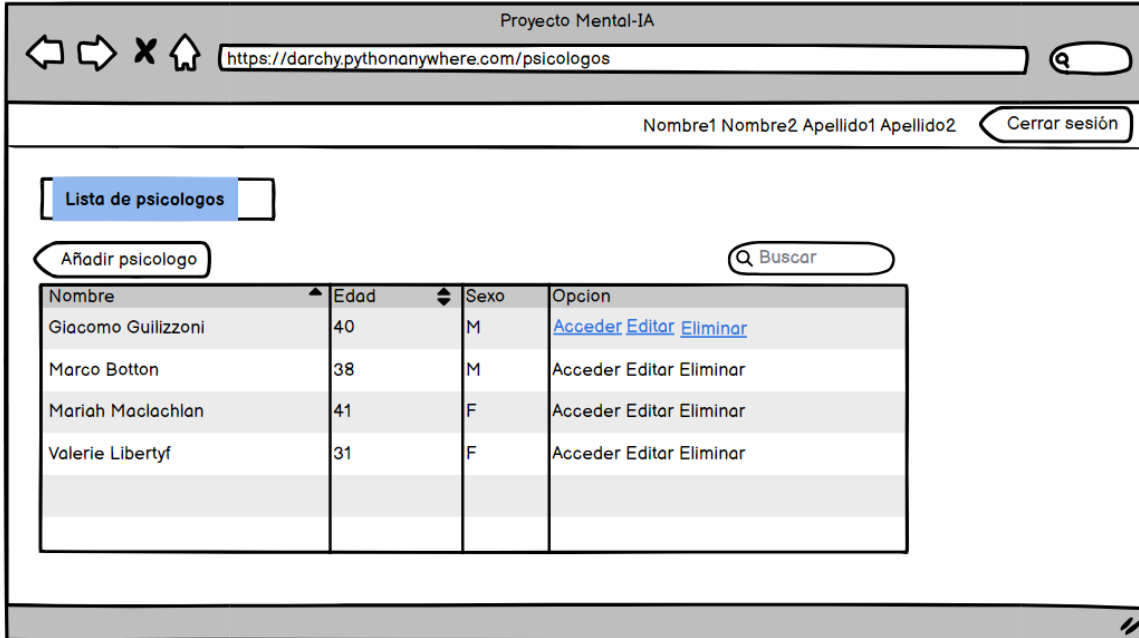 Proyecto Mental-IA
https://darchy.pythonanywhere.com/psicologos
Nombre1 Nombre2 Apellido1 Apellido2 Cerrar sesión
Lista de psicologos
Añadir psicologo Buscar
Nombre Edad Sexo Opcion
Giacomo Guilizzoni 40 M Acceder Editar Eliminar
Marco Botton 38 M Acceder Editar Eliminar
Mariah Maclachlan 41 F Acceder Editar Eliminar
Valerie Libertyf 31 F Acceder Editar Eliminar